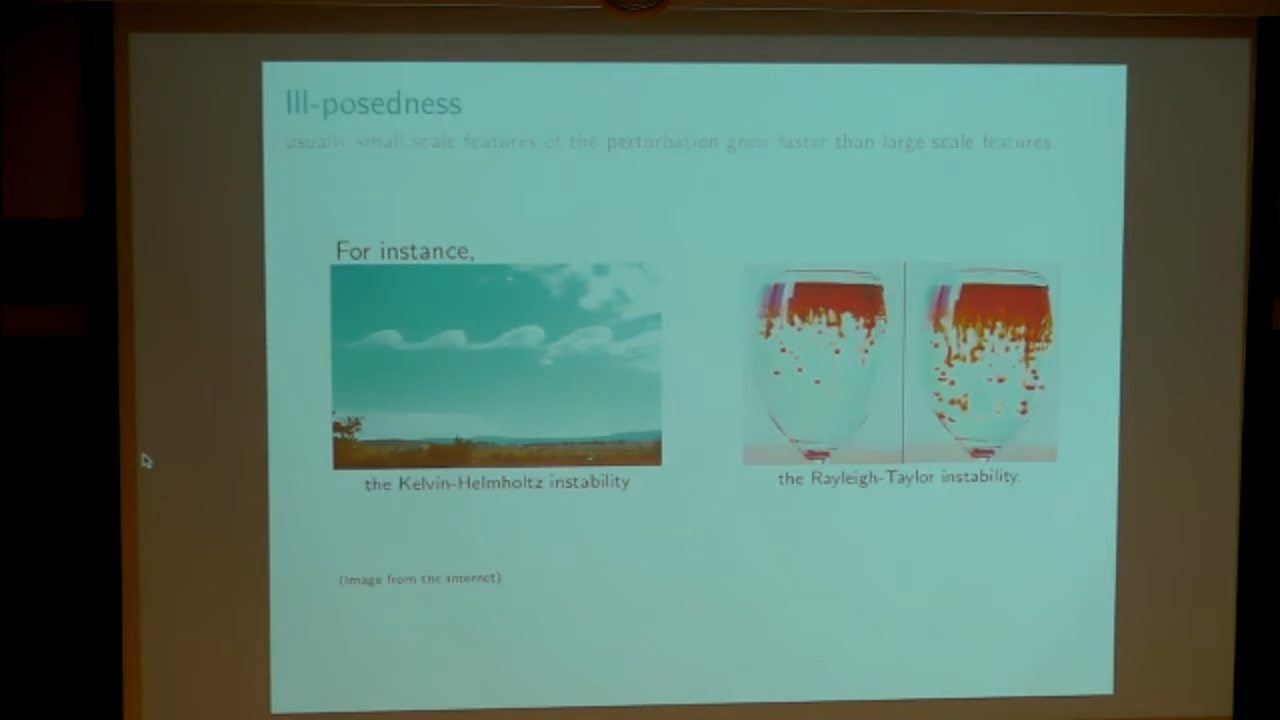 Ill-posedness
usually small scale features of the perturbation grow faster than large scale features
For instance,
the Kelvin-Helmholtz instability
the Rayleigh-Taylor instability.
(Image from the internet)